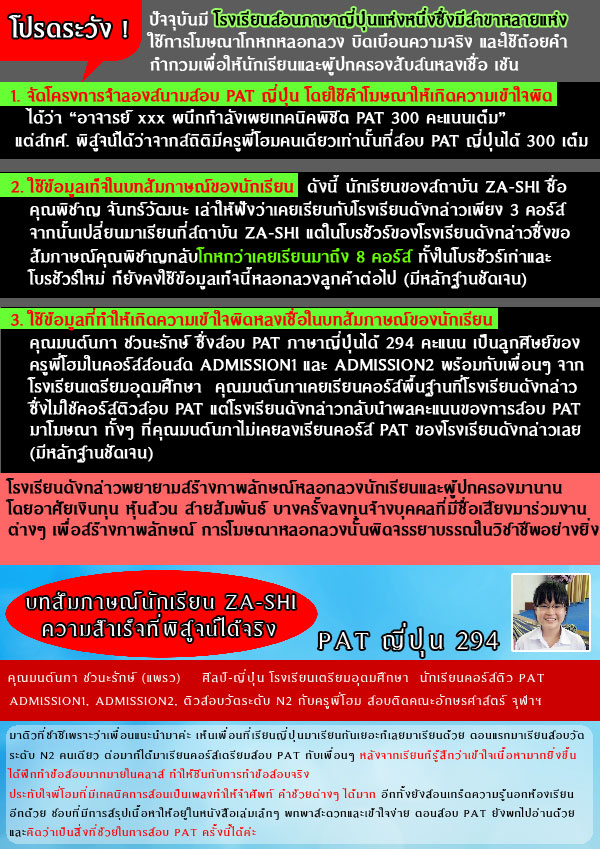 โปรดระวัง !
ปัจจุบันมี โรงเรียนสอนภาษาญี่ปุ่นแห่งหนึ่งซึ่งมีสาขาหลายแห่ง
ใช้การโฆษณาโกหกหลอกลวง บิดเบือนความจริง และใช้ถ้อยคำ
กำกวมเพื่อให้นักเรียนและผู้ปกครองสับสนหลงเชื่อ เช่น
1. จัดโครงการจำลองสนามสอบ PAT ญี่ปุ่น โดยใช้คำโฆษณาให้เกิดความเข้าใจผิด
ได้ว่า “อาจารย์ xxx ผนึกกำลังเผยเทคนิคพิชิต PAT 300 คะแนนเต็ม”
แต่สทศ. พิสูจน์ได้ว่าจากสถิติมีครูพี่โฮมคนเดียวเท่านั้นที่สอบ PAT ญี่ปุ่นได้ 300 เต็ม
2. ใช้ข้อมูลเท็จในบทสัมภาษณ์ของนักเรียน ดังนี้ นักเรียนของสถาบัน ZA-SHI ชื่อ
คุณพิชาญ จันทร์วัฒนะ เล่าให้ฟังว่าเคยเรียนกับโรงเรียนดังกล่าวเพียง 3 คอร์ส
จากนั้นเปลี่ยนมาเรียนที่สถาบัน ZA-SHI แต่ในโบรชัวร์ของโรงเรียนดังกล่าวซึ่งขอ
สัมภาษณ์คุณพิชาญกลับโกหกว่าเคยเรียนมาถึง 8 คอร์ส ทั้งในโบรชัวร์เก่าและ
โบรชัวร์ใหม่ ก็ยังคงใช้ข้อมูลเท็จนี้หลอกลวงลูกค้าต่อไป (มีหลักฐานชัดเจน)
3. ใช้ข้อมูลที่ทำให้เกิดความเข้าใจผิดหลงเชื่อในบทสัมภาษณ์ของนักเรียน
คุณมนต์นภา ชวนะรักษ์ ซึ่งสอบ PAT ภาษาญี่ปุ่นได้ 294 คะแนน เป็นลูกศิษย์ของ
ครูพี่โฮมในคอร์สสอนสด ADMISSION1 และ ADMISSION2 พร้อมกับเพื่อนๆ จาก
โรงเรียนเตรียมอุดมศึกษา คุณมนต์นภาเคยเรียนคอร์สพื้นฐานที่โรงเรียนดังกล่าว
ซึ่งไม่ใช่คอร์สติวสอบ PAT แต่โรงเรียนดังกล่าวกลับนำผลคะแนนของการสอบ PAT
มาโฆษณา ทั้งๆ ที่คุณมนต์นภาไม่เคยลงเรียนคอร์ส PAT ของโรงเรียนดังกล่าวเลย
(มีหลักฐานชัดเจน)
โรงเรียนดังกล่าวพยายามสร้างภาพลักษณ์หลอกลวงนักเรียนและผู้ปกครองมานาน
โดยอาศัยเงินทุน หุ้นส่วน สายสัมพันธ์ บางครั้งลงทุนจ้างบุคคลที่มีชื่อเสียงมาร่วมงาน
ต่างๆ เพื่อสร้างภาพลักษณ์ การโฆษณาหลอกลวงนั้นผิดจรรยาบรรณในวิชาชีพอย่างยิ่ง
บทสัมภาษณ์นักเรียน ZA-SHI
ความสำเร็จที่พิสูจน์ได้จริง
PAT ญี่ปุ่น 294
คุณมนต์นภา ชวนะรักษ์ (แพรว) ศิลป์-ญี่ปุ่น โรงเรียนเตรียมอุดมศึกษา นักเรียนคอร์สติว PAT
ADMISSION1, ADMISSION2, ติวสอบวัดระดับ N2 กับครูพี่โฮม สอบติดคณะอักษรศาสตร์ จุฬาฯ
มาติวที่ซาชิเพราะว่าเพื่อนแนะนำมาค่ะ เห็นเพื่อนที่เรียนญี่ปุ่นมาเรียนกันเยอะก็เลยมาเรียนด้วย ตอนแรกมาเรียนสอบวัด
ระดับ N2 คนเดียว ต่อมาก็ได้มาเรียนคอร์สเตรียมสอบ PAT กับเพื่อนๆ หลังจากเรียนก็รู้สึกว่าเข้าใจเนื้อหามากยิ่งขึ้น
ได้ฝึกทำข้อสอบมากมายในคลาส ทำให้ชินกับการทำข้อสอบจริง
ประทับใจพี่โฮมที่มีเทคนิคการสอนเป็นเพลงทำให้จำศัพท์ คำช่วยต่างๆ ได้มาก อีกทั้งยังสอนเกร็ดความรู้นอกห้องเรียน
อีกด้วย ชอบที่มีการสรุปเนื้อหาให้อยู่ในหนังสือเล่มเล็กๆ พกพาสะดวกและเข้าใจง่าย ตอนสอบ PAT ยังพกไปอ่านด้วย
และคิดว่าเป็นสิ่งที่ช่วยในการสอบ PAT ครั้งนี้ได้ค่ะ